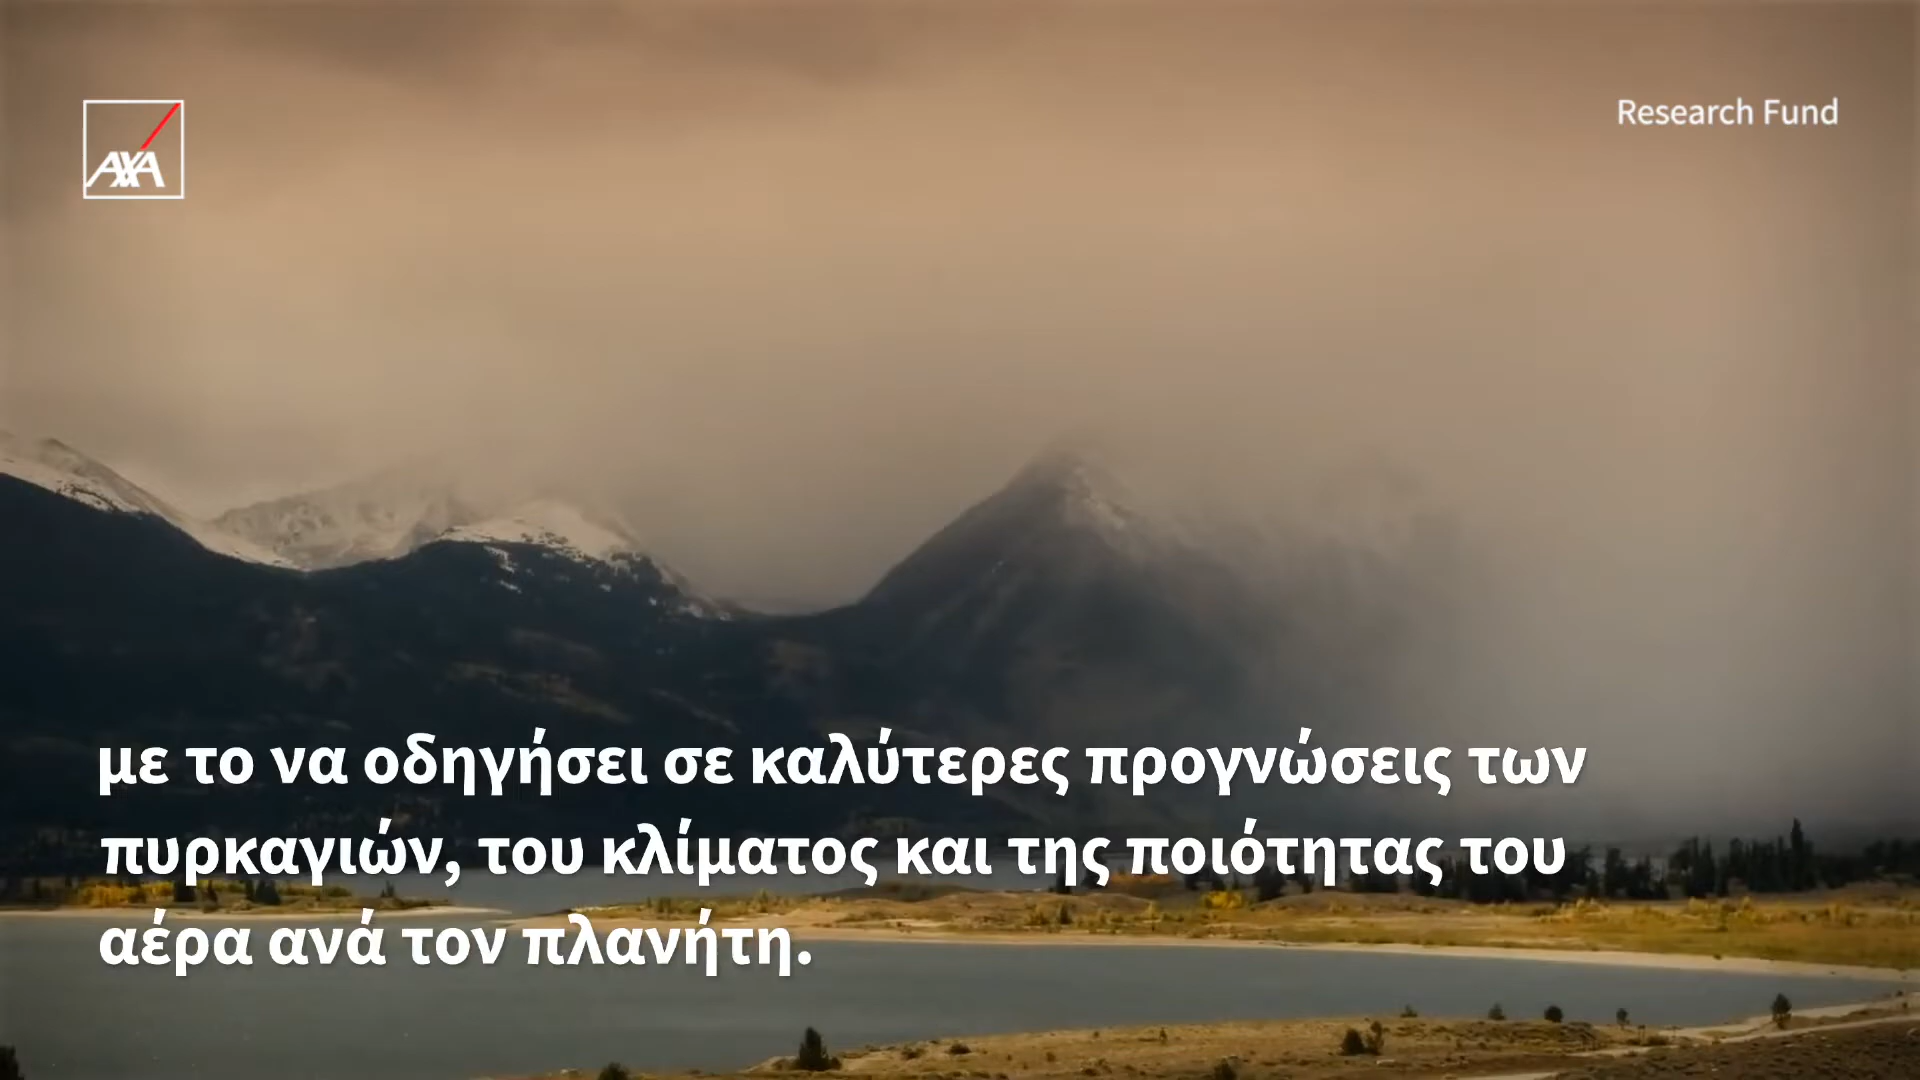 AXA
Research Fund
με το να οδηγήσει σε καλύτερες προγνώσεις των
πυρκαγιών, του κλίματος και της ποιότητας του
αέρα ανά τον πλανήτη.